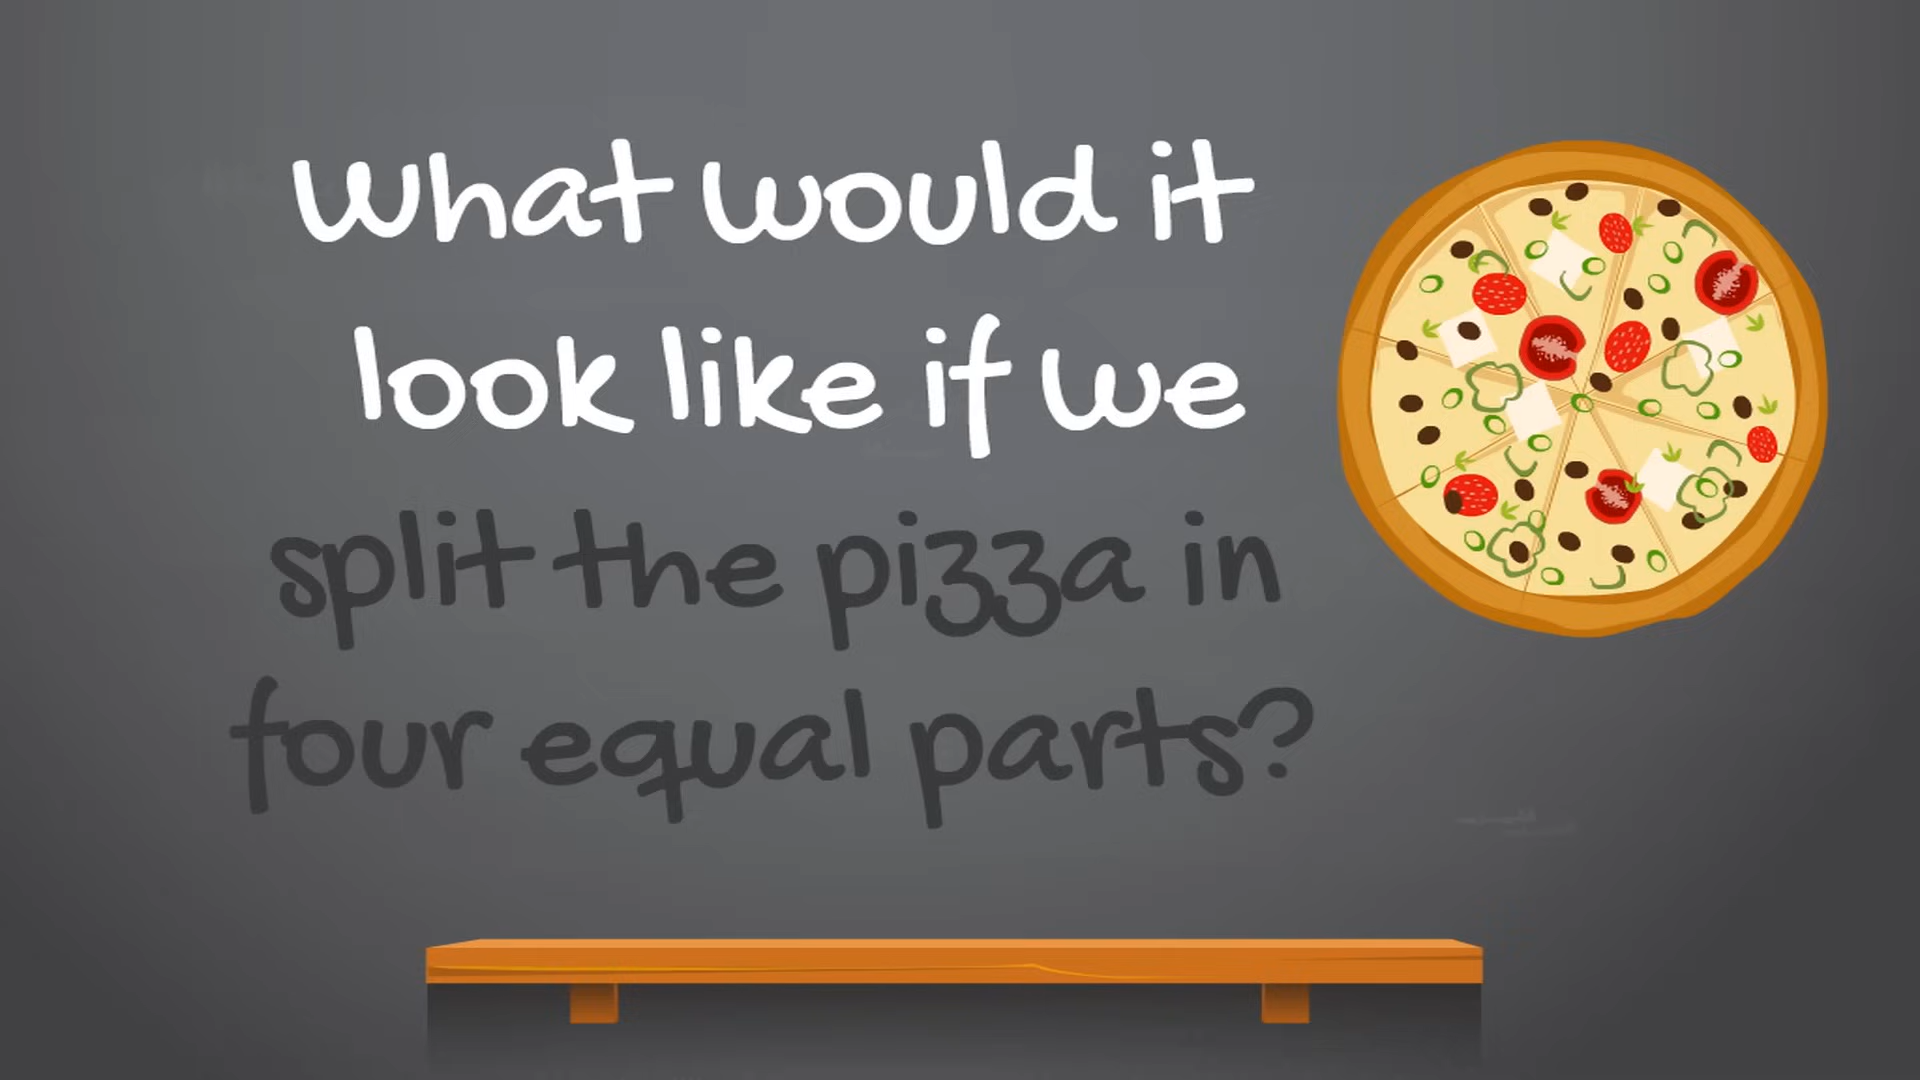 What would it
look like if we
split the pizza in
four equal parts?